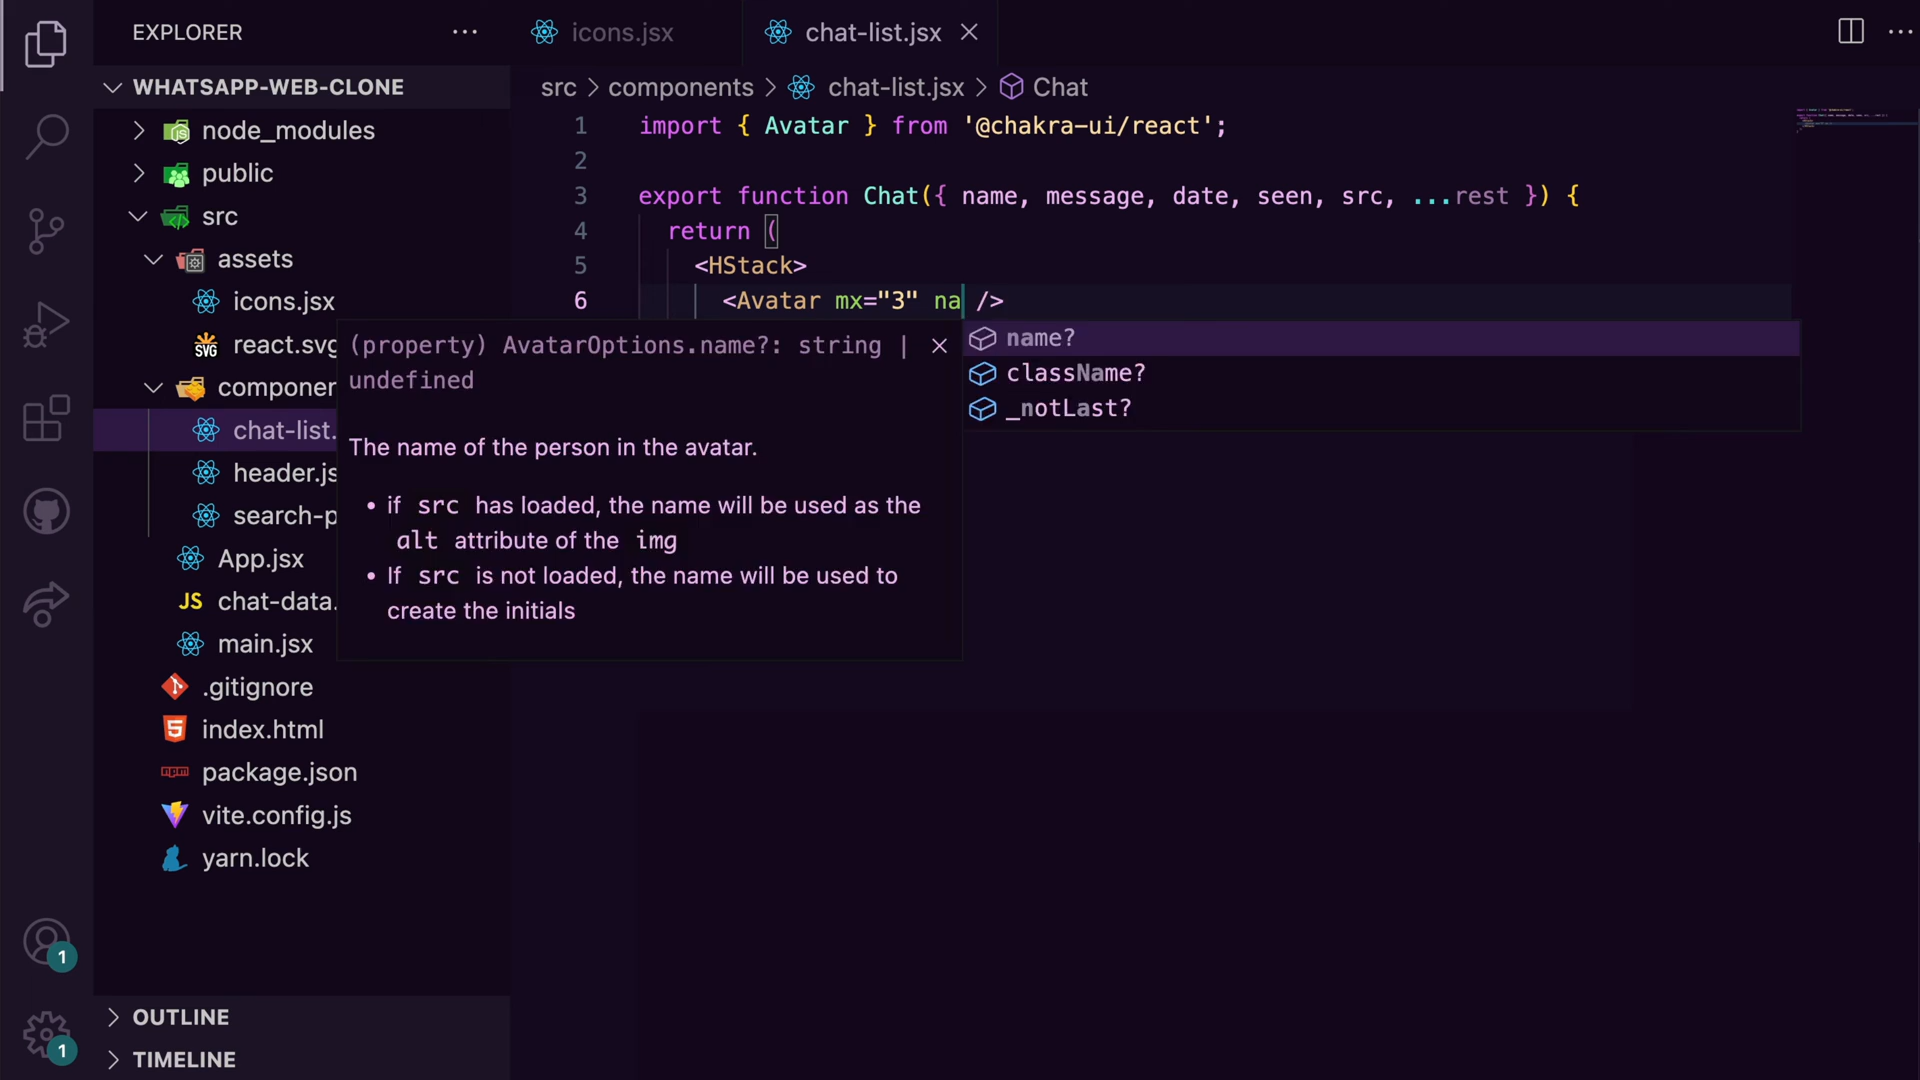 EXPLORER
icons.jsx
chat-list.jsx
WHATSAPP-WEB-CLONE
src
components
chat-list.jsx
Chat
node_modules
public
src
assets
icons.jsx
react.svg
componen
chat-list.
header.js
search-p
App.jsx
chat-data.
main.jsx
.gitignore
index.html
package.json
vite.config.js
yarn.lock
OUTLINE
TIMELINE
1
1
1 import { Avatar } from '@chakra-ui/react';
2
3 export function Chat({ name, message, date, seen, src, ...rest }) {
4 return (
5 <HStack>
6 <Avatar mx="3" na />
(property) AvatarOptions.name?: string |
undefined
The name of the person in the avatar.
• if src has loaded, the name will be used as the
alt attribute of the img
• If src is not loaded, the name will be used to
create the initials
name?
className?
_notLast?